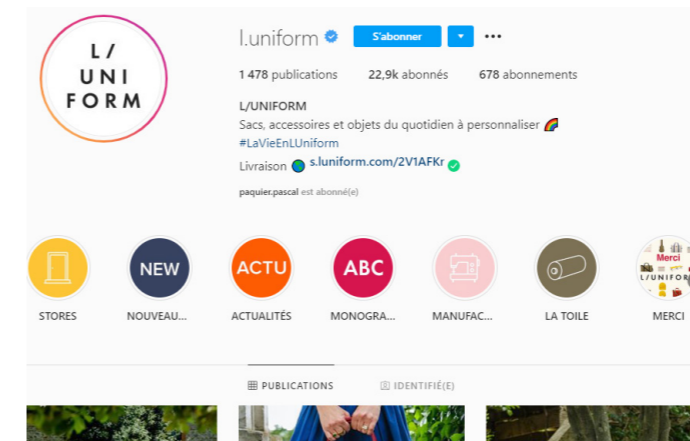 L/
UNI
FORM
l.uniform S'abonner
1 478 publications 22,9k abonnés 678 abonnements
L/UNIFORM
Sacs, accessoires et objets du quotidien à personnaliser
#LaVieEnLUniform
Livraison s.luniform.com/2V1AFKr
paquier.pascal est abonné(e)
NEW ACTU ABC Merci
L/UNIFOR
STORES NOUVEAU... ACTUALITÉS MONOGRA... MANUFAC... LA TOILE MERCI
PUBLICATIONS IDENTIFIÉ(E)